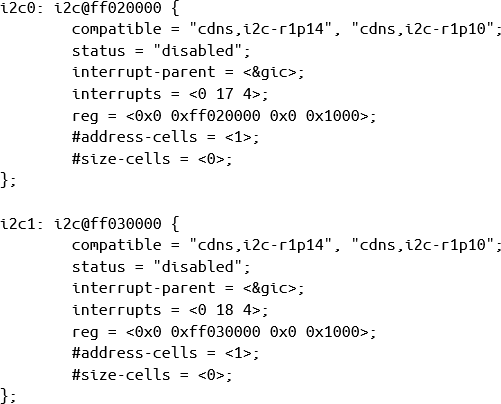 i2c0: i2c@ff020000 {
        compatible = "cdns,i2c-r1p14", "cdns,i2c-r1p10";
        status = "disabled";
        interrupt-parent = <&gic>;
        interrupts = <0 17 4>;
        reg = <0x0 0xff020000 0x0 0x1000>;
        #address-cells = <1>;
        #size-cells = <0>;
};

i2c1: i2c@ff030000 {
        compatible = "cdns,i2c-r1p14", "cdns,i2c-r1p10";
        status = "disabled";
        interrupt-parent = <&gic>;
        interrupts = <0 18 4>;
        reg = <0x0 0xff030000 0x0 0x1000>;
        #address-cells = <1>;
        #size-cells = <0>;
};